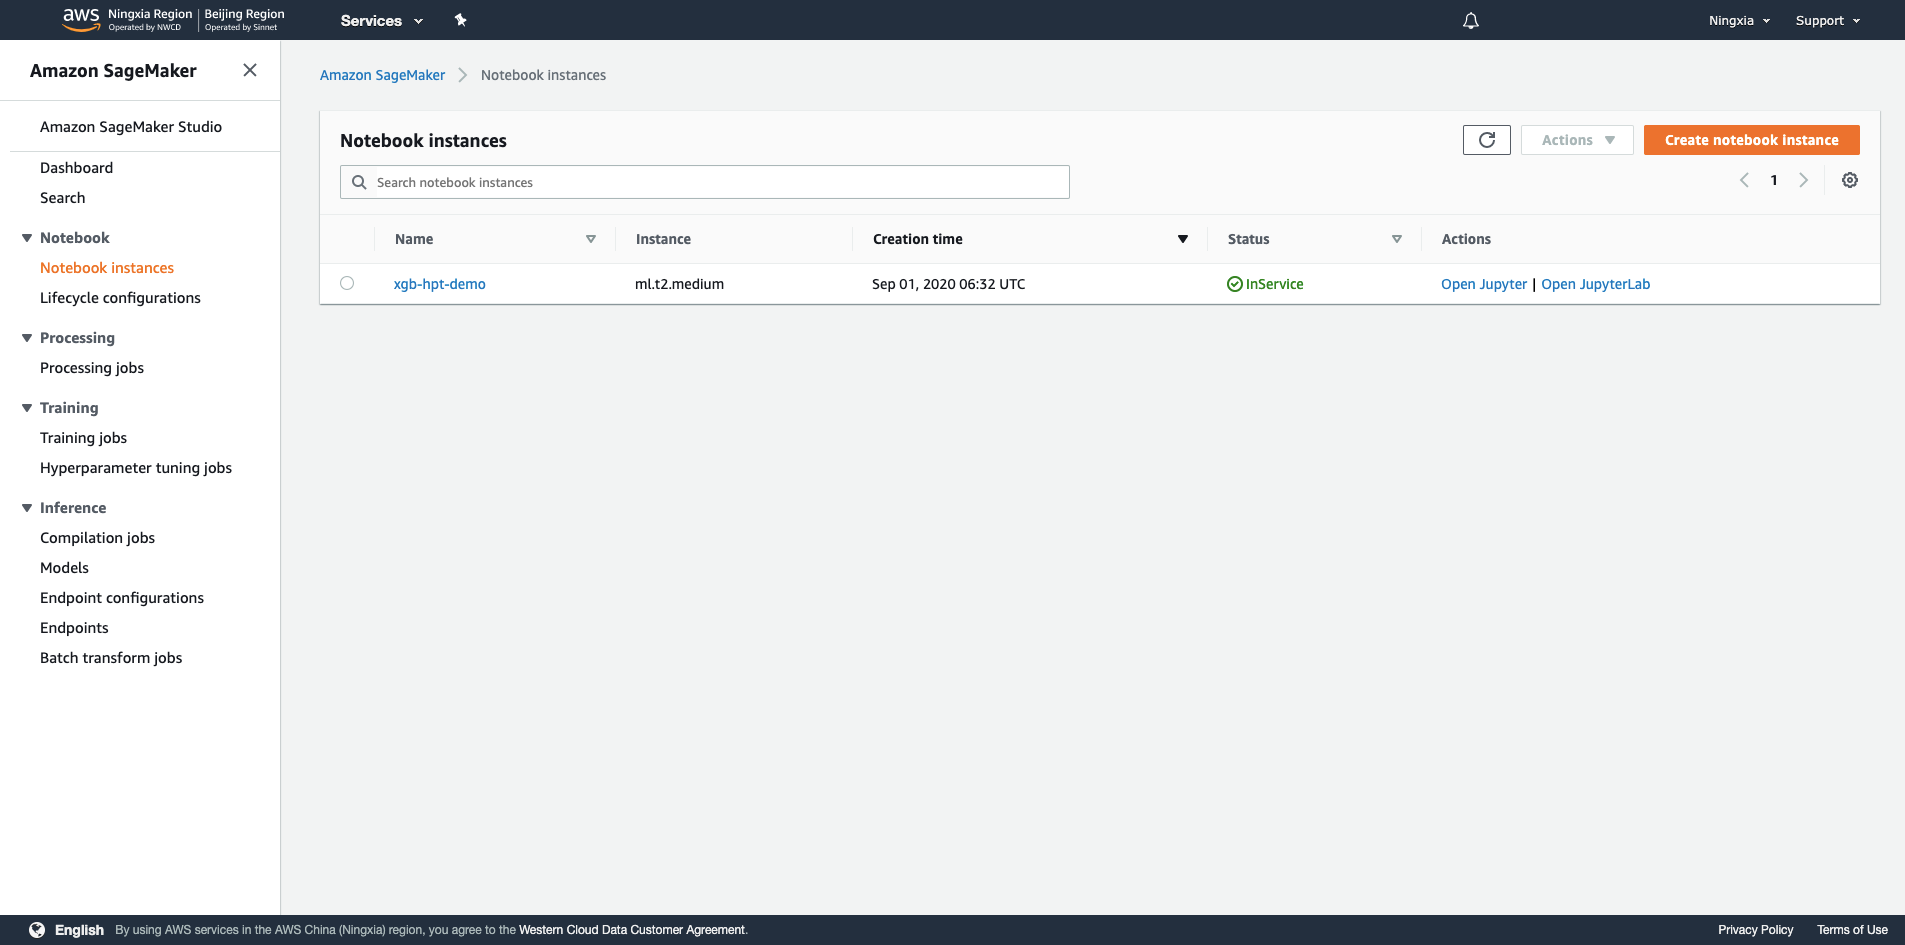 aws Ningxia Region Operated by NWCD Beijing Region Operated by Sinnet Services Ningxia Support
Amazon SageMaker
Amazon SageMaker Studio
Dashboard
Search
Notebook
Notebook instances
Lifecycle configurations
Processing
Processing jobs
Training
Training jobs
Hyperparameter tuning jobs
Inference
Compilation jobs
Models
Endpoint configurations
Endpoints
Batch transform jobs
Amazon SageMaker Notebook instances
Notebook instances Actions Create notebook instance
Search notebook instances 1
Name Instance Creation time Status Actions
xgb-hpt-demo ml.t2.medium Sep 01, 2020 06:32 UTC InService Open Jupyter | Open JupyterLab
English By using AWS services in the AWS China (Ningxia) region, you agree to the Western Cloud Data Customer Agreement. Privacy Policy Terms of Use